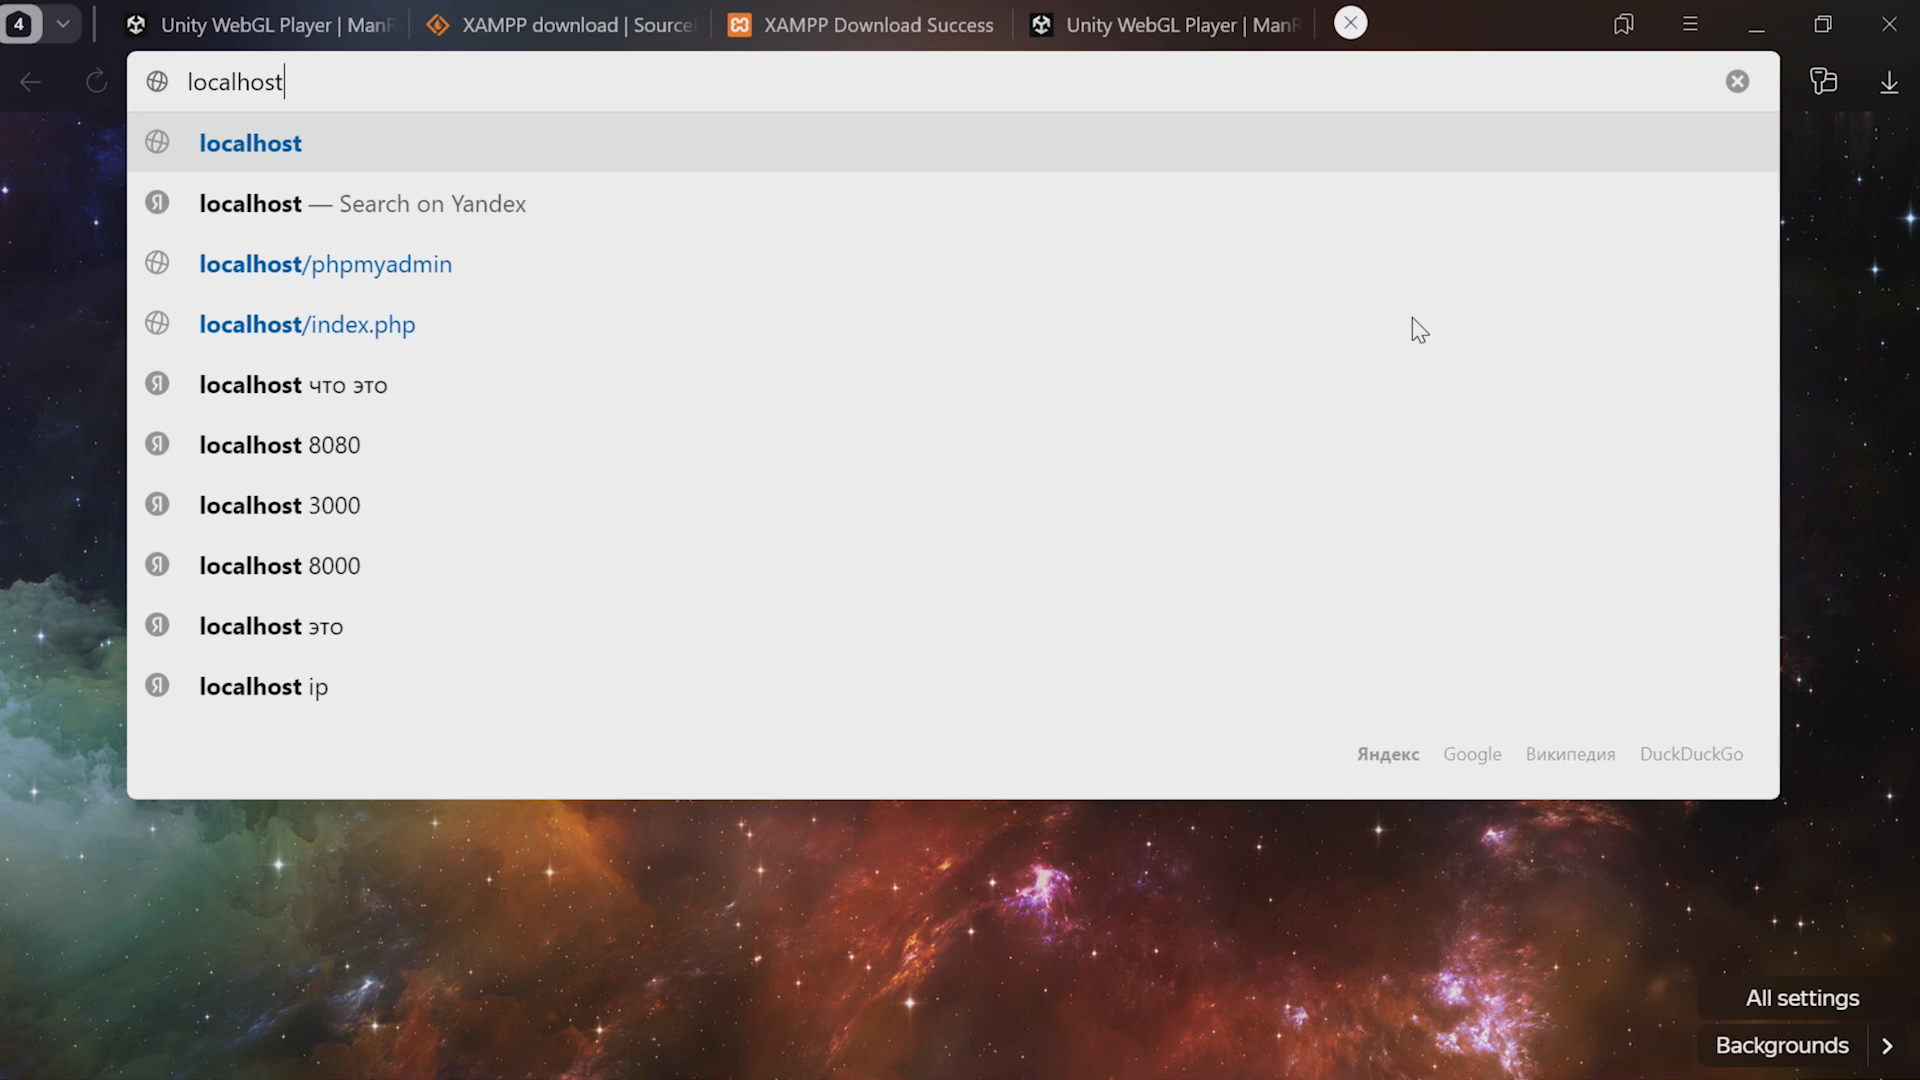 4
Unity WebGL Player | ManR
XAMPP download | Source
XAMPP Download Success
Unity WebGL Player | ManR
localhost
localhost
localhost — Search on Yandex
localhost/phpmyadmin
localhost/index.php
localhost что это
localhost 8080
localhost 3000
localhost 8000
localhost это
localhost ip
Яндекс Google Википедия DuckDuckGo
All settings
Backgrounds